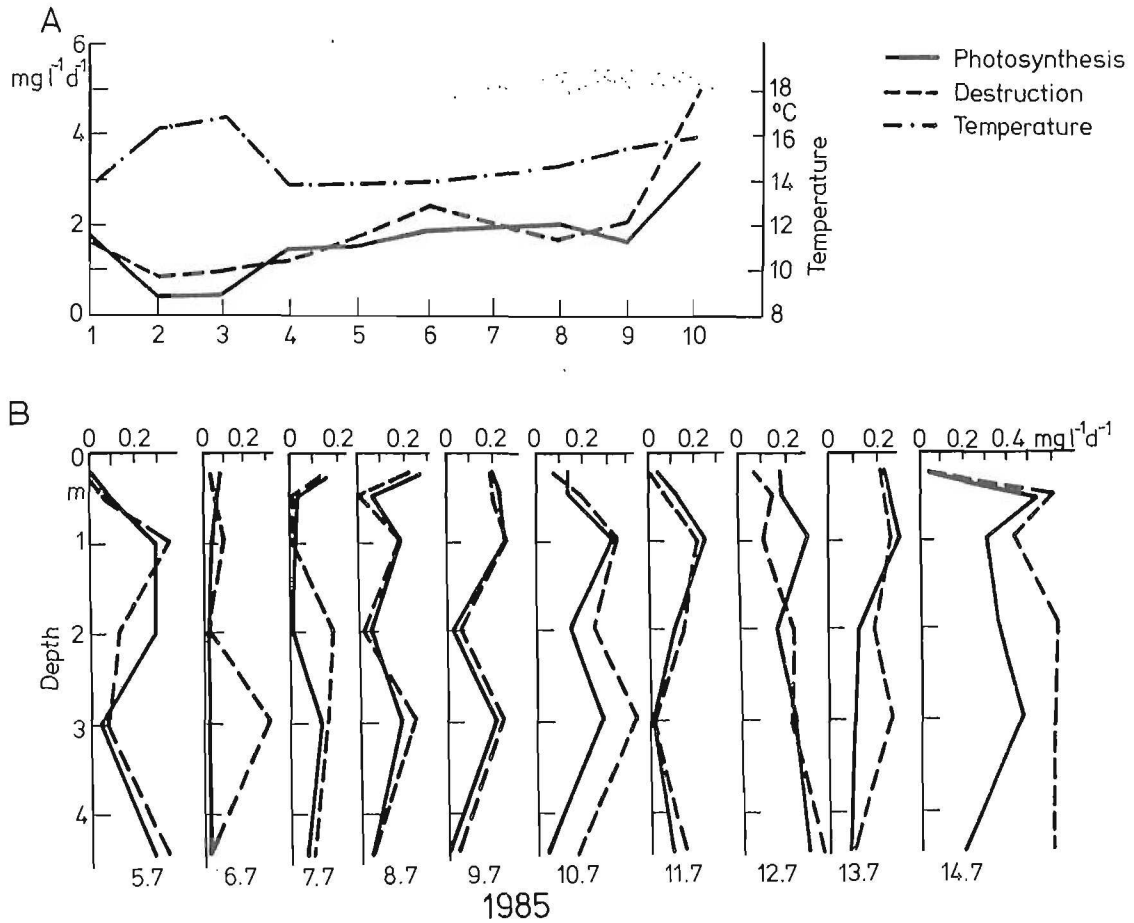 A
6
mg l⁻¹d⁻¹
4
2
0
1 2 3 4 5 6 7 8 9 10
18
°C
16
14
12
10
8
Temperature
Photosynthesis
Destruction
Temperature
B
0 0.2 0 0.2 0 0.2 0.2 0 0.2 0 0.2 0 0.2 0 0.2 0 0.2 0 0.2 0.4 mg l⁻¹d⁻¹
0
m
1
2
Depth
3
4
5.7 6.7 7.7 8.7 9.7 10.7 11.7 12.7 13.7 14.7
1985